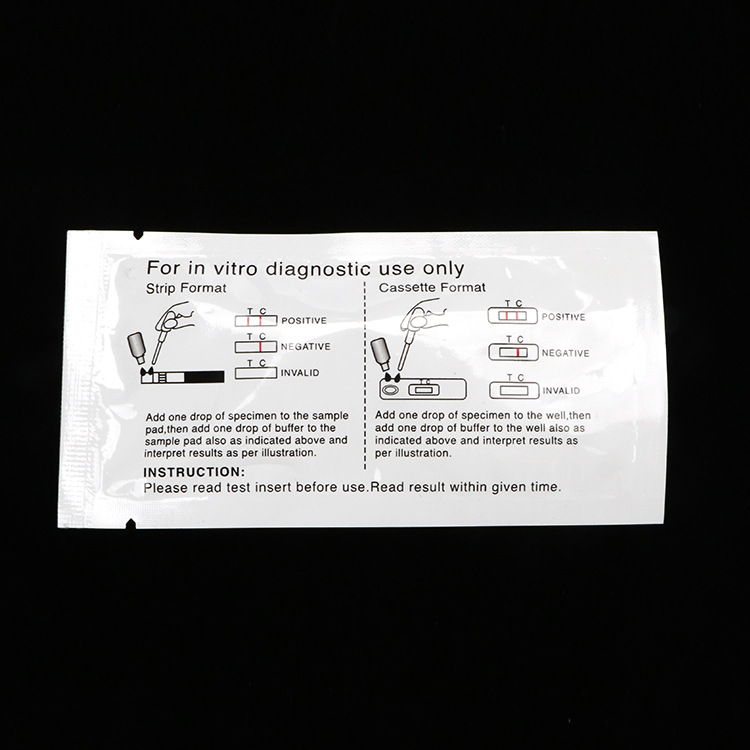 For in vitro diagnostic use only
Strip Format
T C
POSITIVE
T C
NEGATIVE
T C
INVALID
Add one drop of specimen to the sample
pad,then add one drop of buffer to the
sample pad also as indicated above and
interpret results as per illustration.
Cassette Format
T C
POSITIVE
T C
NEGATIVE
T C
INVALID
T C
Add one drop of specimen to the well,then
add one drop of buffer to the well also as
indicated above and interpret results as
per illustration.
INSTRUCTION:
Please read test insert before use.Read result within given time.